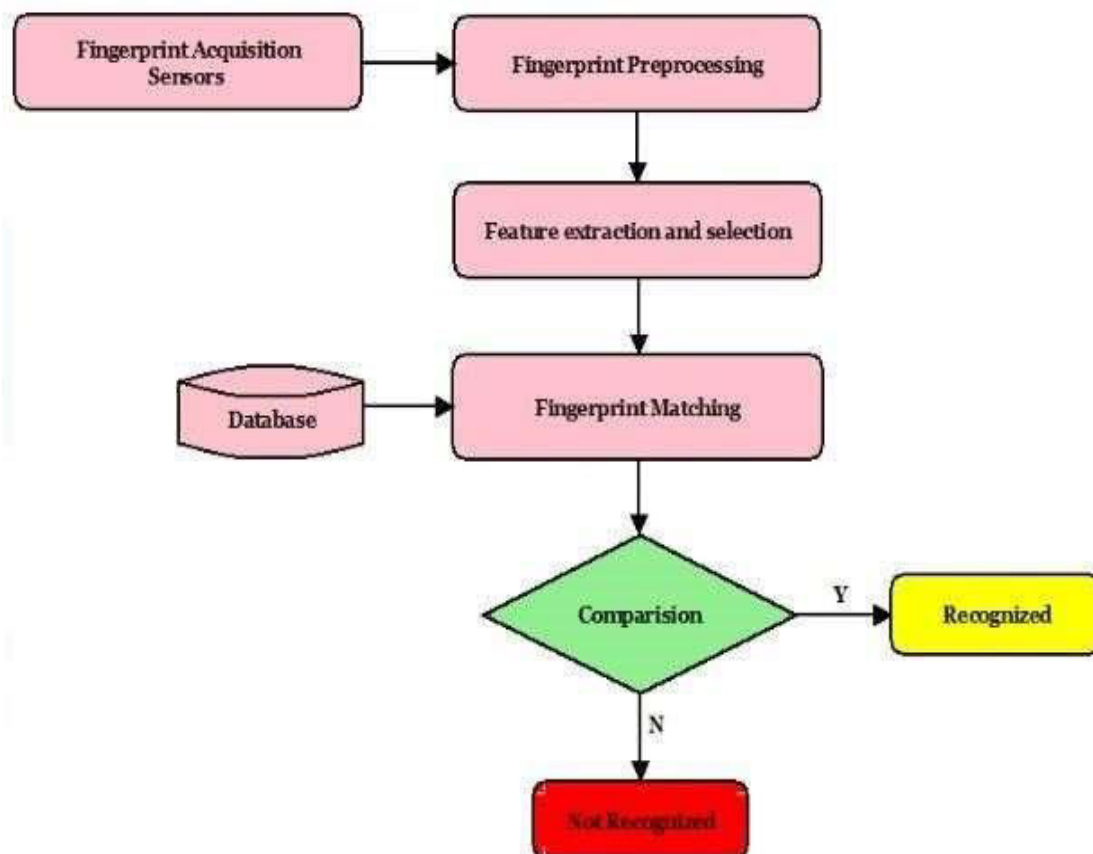 Fingerprint Acquisition
Sensors
Fingerprint Preprocessing
Feature extraction and selection
Database
Fingerprint Matching
Comparision
Y
Recognized
N
Not Recognized